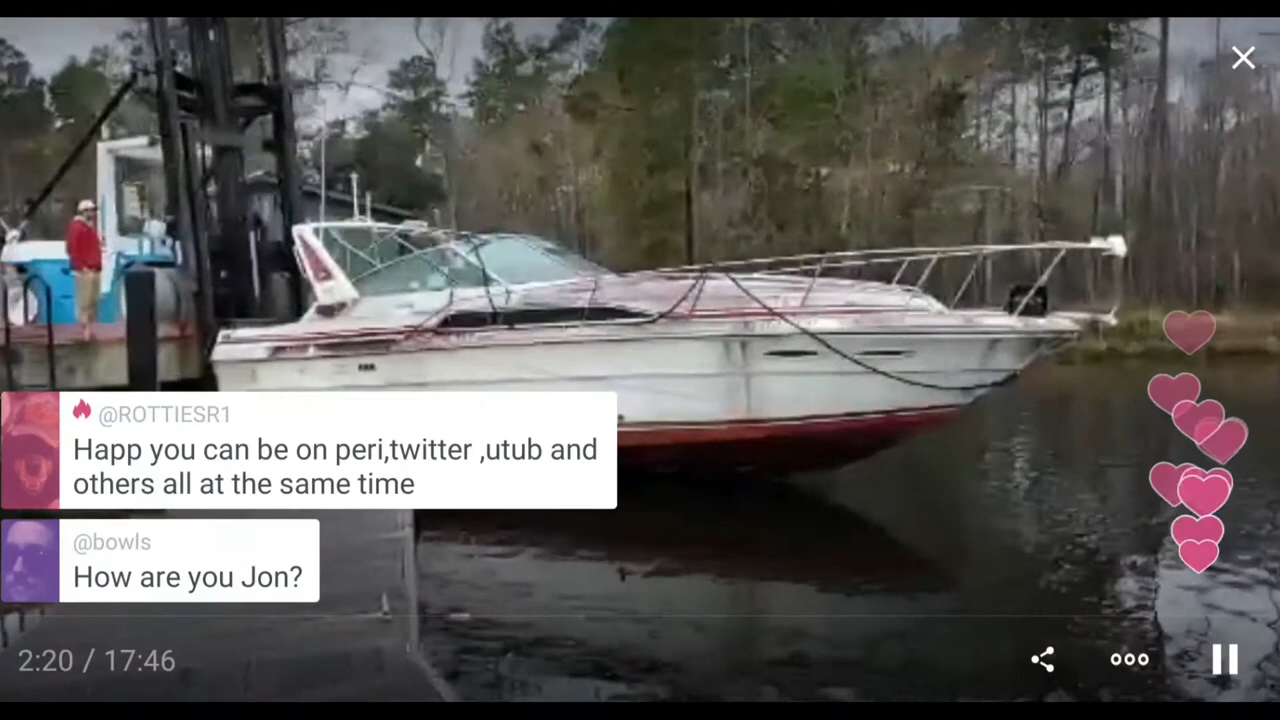 @ROTTIESR1
Happ you can be on peri,twitter ,utub and
others all at the same time
@bowls
How are you Jon?
2:20 / 17:46